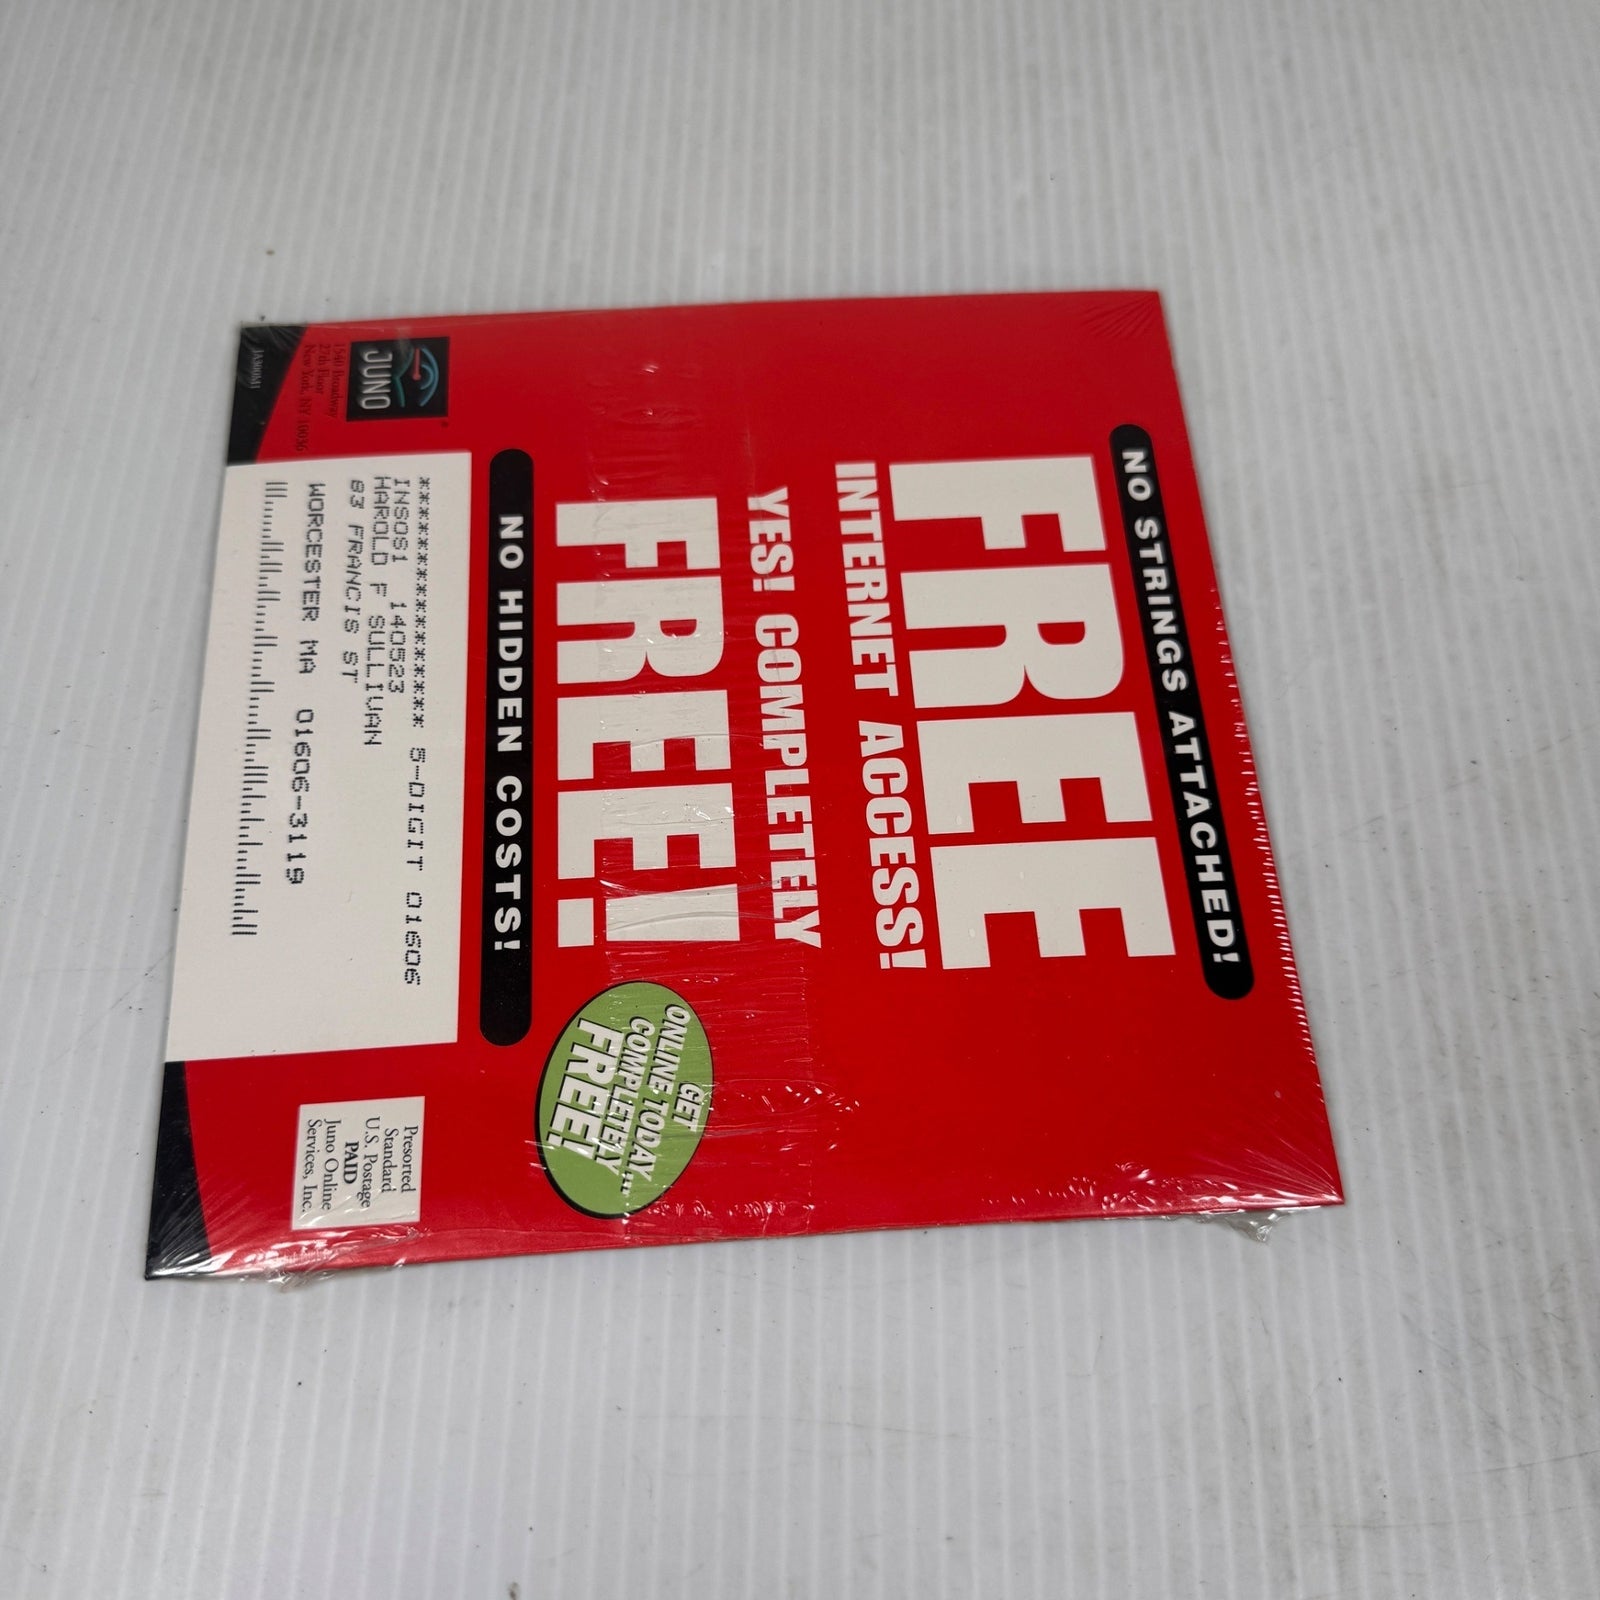 NO STRINGS ATTACHED!
FREE
INTERNET ACCESS!
YES! COMPLETELY
FREE!
NO HIDDEN COSTS!
GET
ONLINE TODAY...
COMPLETELY
FREE!
JUNO
1540 Broadway
27th Floor
New York, NY 10036
JA300M1
********************* 5-DIGIT 01606
INSOS1 140523
HAROLD F SULLIVAN
83 FRANCIS ST
WORCESTER MA 01606-3119
Presorted
Standard
U.S. Postage
PAID
Juno Online
Services, Inc.